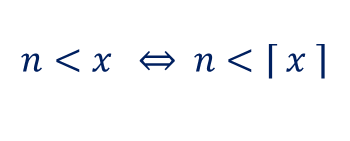 n < x ⇔ n < ⌈ x ⌉